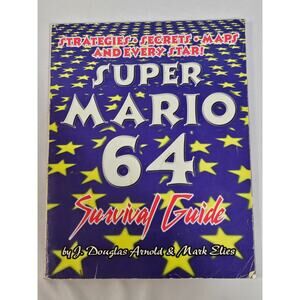 STRATEGIES • SECRETS • MAPS
AND EVERY STAR!
SUPER
MARIO
64
Survival Guide
by J. Douglas Arnold & Mark Elies